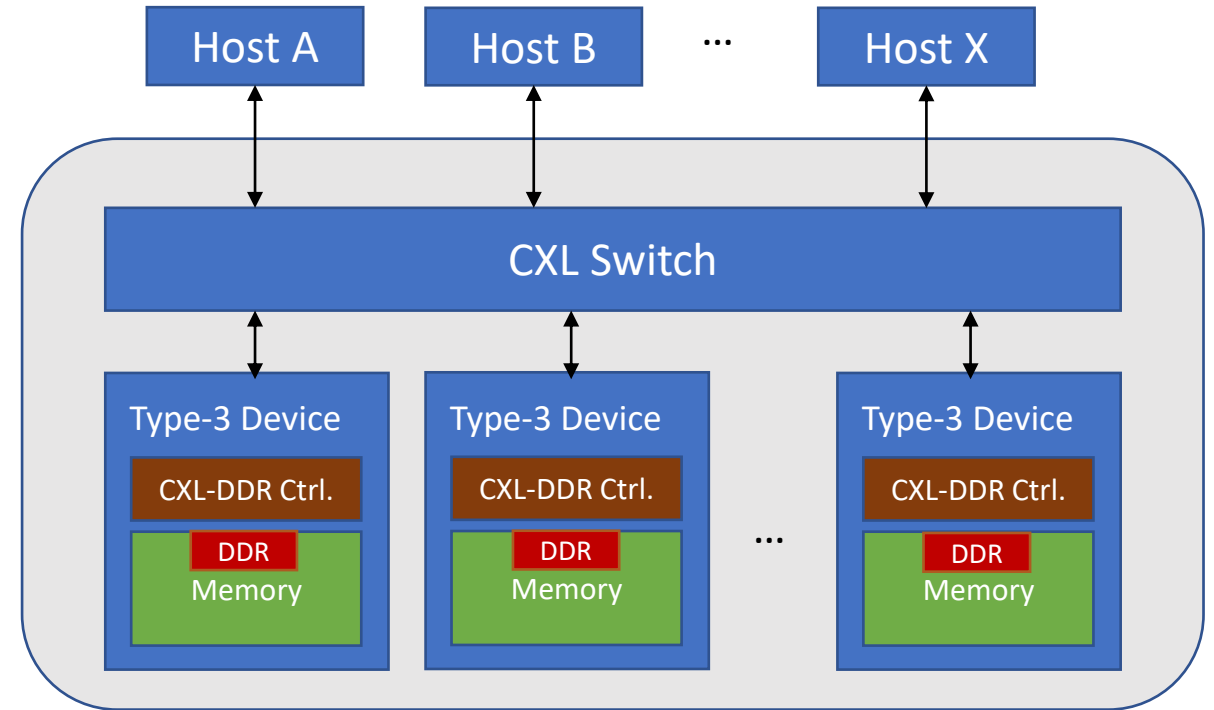 Host A
Host B
...
Host X
CXL Switch
Type-3 Device
CXL-DDR Ctrl.
DDR
Memory
Type-3 Device
CXL-DDR Ctrl.
DDR
Memory
...
Type-3 Device
CXL-DDR Ctrl.
DDR
Memory